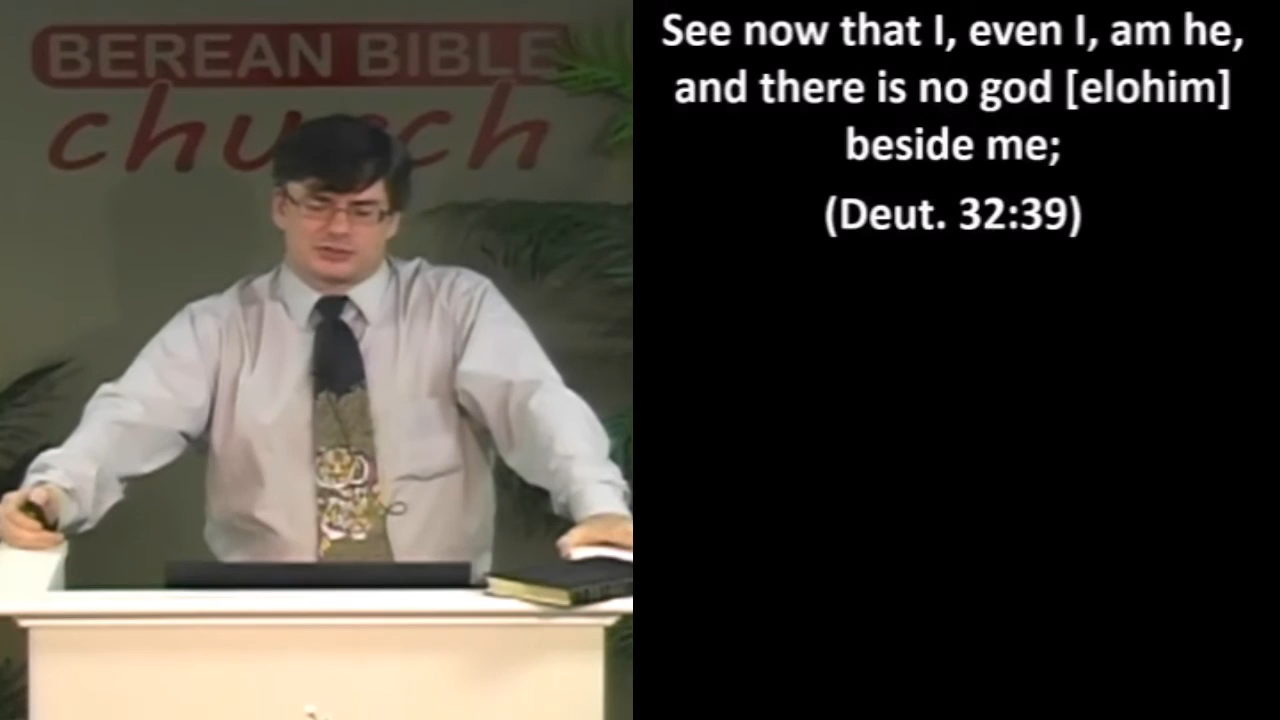 BEREAN BIBLE
church
See now that I, even I, am he,
and there is no god [elohim]
beside me;
(Deut. 32:39)